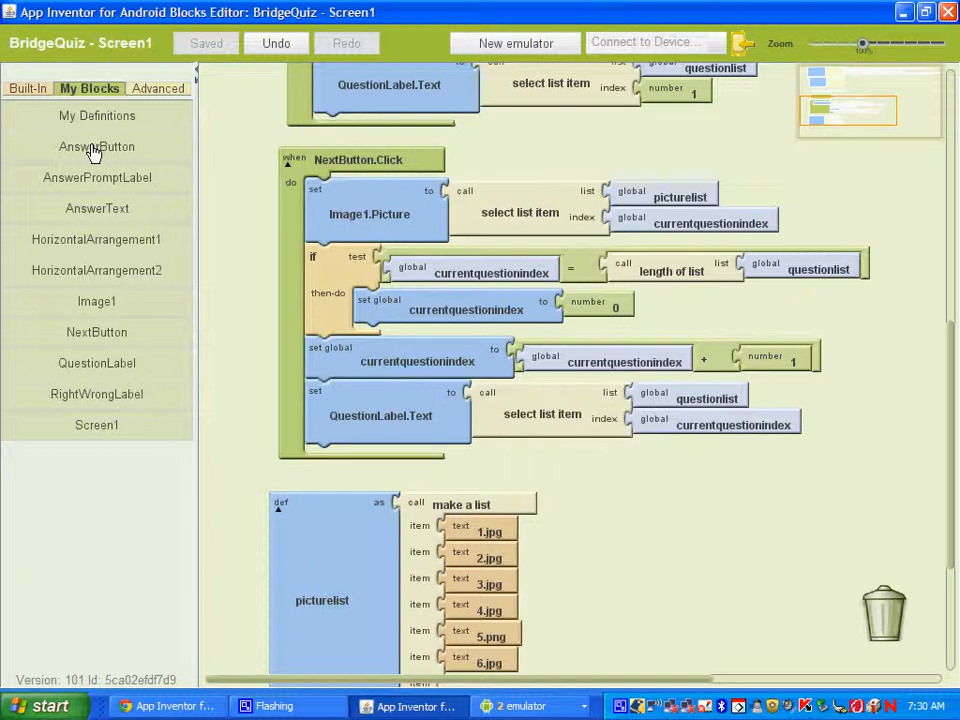 App Inventor for Android Blocks Editor: BridgeQuiz - Screen1
BridgeQuiz - Screen1
Saved
Undo
Redo
New emulator
Connect to Device...
Zoom
100%
Built-In
My Blocks
Advanced
My Definitions
AnswerButton
AnswerPromptLabel
AnswerText
HorizontalArrangement1
HorizontalArrangement2
Image1
NextButton
QuestionLabel
RightWrongLabel
Screen1
QuestionLabel.Text
select list item
questionlist
index
number 1
when NextButton.Click
do
set Image1.Picture to
call select list item
list
global picturelist
index
global currentquestionindex
if test
global currentquestionindex
=
call length of list
list
global questionlist
then-do
set global currentquestionindex to
number 0
set global currentquestionindex to
global currentquestionindex
+
number 1
set QuestionLabel.Text to
call select list item
list
global questionlist
index
global currentquestionindex
def picturelist as
call make a list
item text 1.jpg
item text 2.jpg
item text 3.jpg
item text 4.jpg
item text 5.png
item text 6.jpg
Version: 101 Id: 5ca02efdf7d9
start
App Inventor for A...
Flashing
App Inventor for A...
2 emulator
7:30 AM